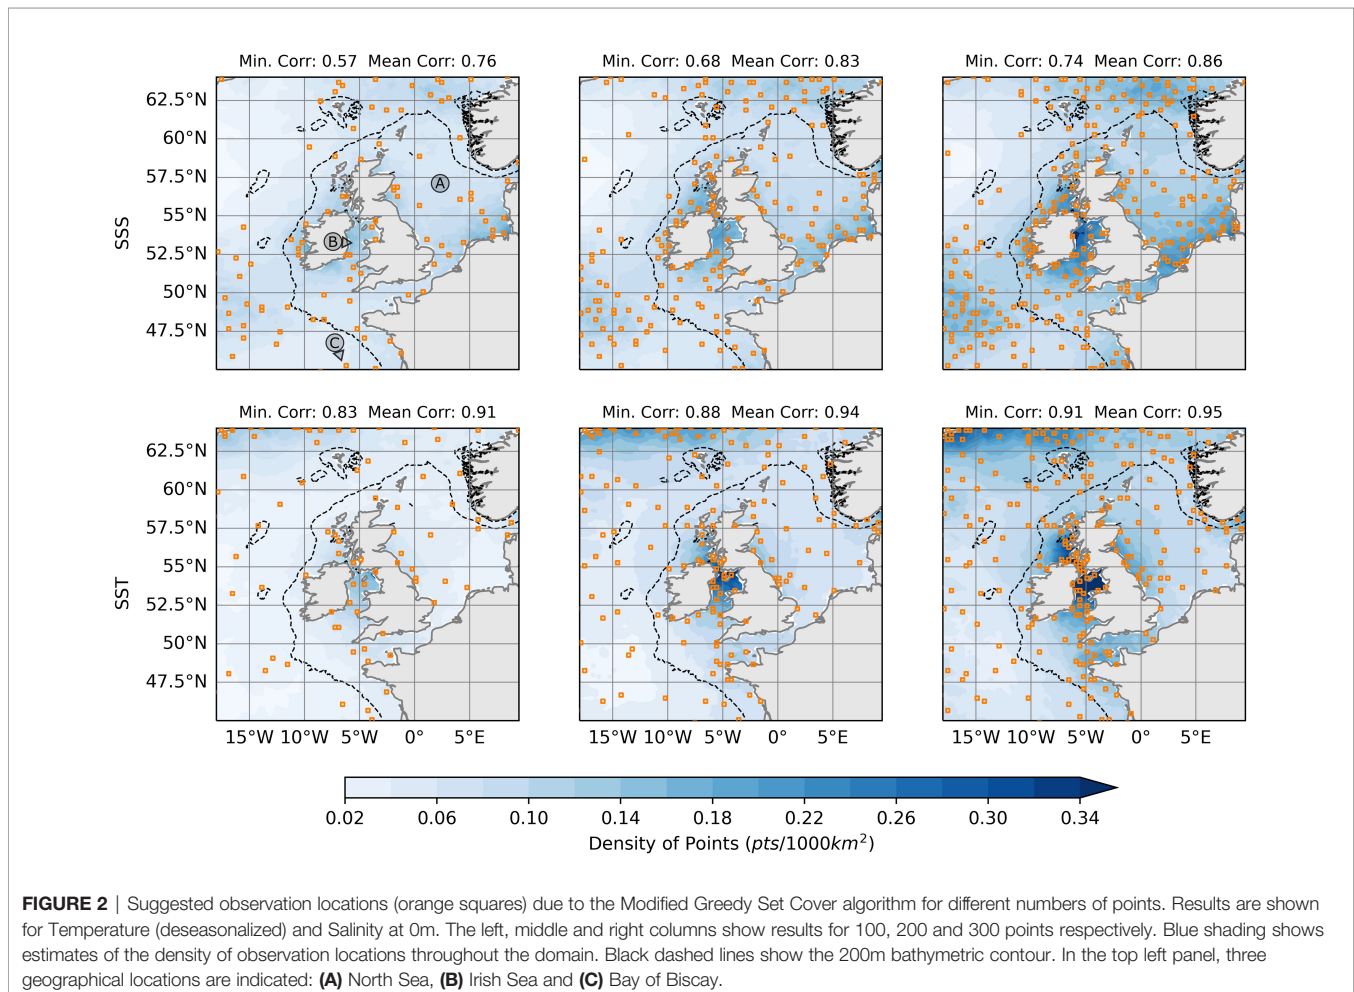 Min. Corr: 0.57 Mean Corr: 0.76
Min. Corr: 0.68 Mean Corr: 0.83
Min. Corr: 0.74 Mean Corr: 0.86
62.5°N
60°N
57.5°N
55°N
52.5°N
50°N
47.5°N
SSS
A
B
C
Min. Corr: 0.83 Mean Corr: 0.91
Min. Corr: 0.88 Mean Corr: 0.94
Min. Corr: 0.91 Mean Corr: 0.95
62.5°N
60°N
57.5°N
55°N
52.5°N
50°N
47.5°N
SST
15°W 10°W 5°W 0° 5°E
15°W 10°W 5°W 0° 5°E
15°W 10°W 5°W 0° 5°E
0.02 0.06 0.10 0.14 0.18 0.22 0.26 0.30 0.34
Density of Points (pts/1000km²)
FIGURE 2 | Suggested observation locations (orange squares) due to the Modified Greedy Set Cover algorithm for different numbers of points. Results are shown
for Temperature (deseasonalized) and Salinity at 0m. The left, middle and right columns show results for 100, 200 and 300 points respectively. Blue shading shows
estimates of the density of observation locations throughout the domain. Black dashed lines show the 200m bathymetric contour. In the top left panel, three
geographical locations are indicated: (A) North Sea, (B) Irish Sea and (C) Bay of Biscay.